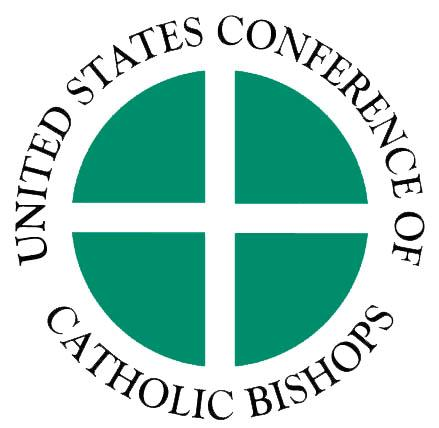 UNITED STATES CONFERENCE OF
CATHOLIC BISHOPS